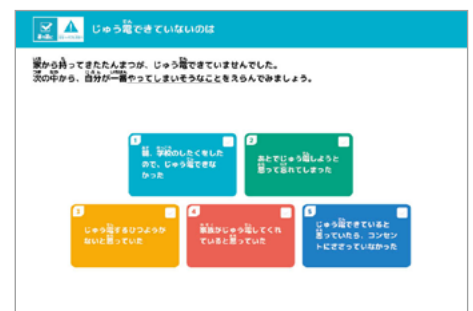 じゅう電できていないのは
家から持ってきたたんまつが、じゅう電できていませんでした。
次の中から、自分が一番やってしまいそうなことをえらんでみましょう。
1
朝、学校のしたくをした
ので、じゅう電できな
かった
2
あとでじゅう電しようと
思って忘れてしまった
3
じゅう電するひつようが
ないと思っていた
4
家族がじゅう電してくれ
ていると思っていた
5
じゅう電できていると
思っていたら、コンセン
トにささっていなかった